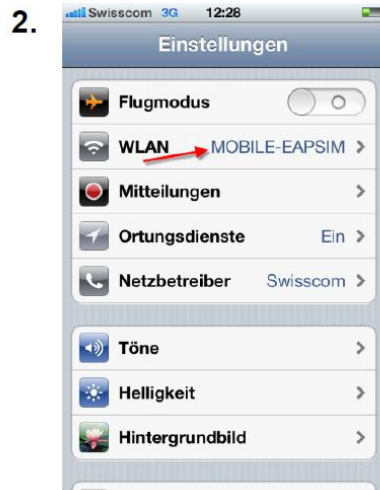 2.
Swisscom 3G 12:28
Einstellungen
Flugmodus
WLAN MOBILE-EAPSIM
Mitteilungen
Ortungsdienste Ein
Netzbetreiber Swisscom
Töne
Helligkeit
Hintergrundbild